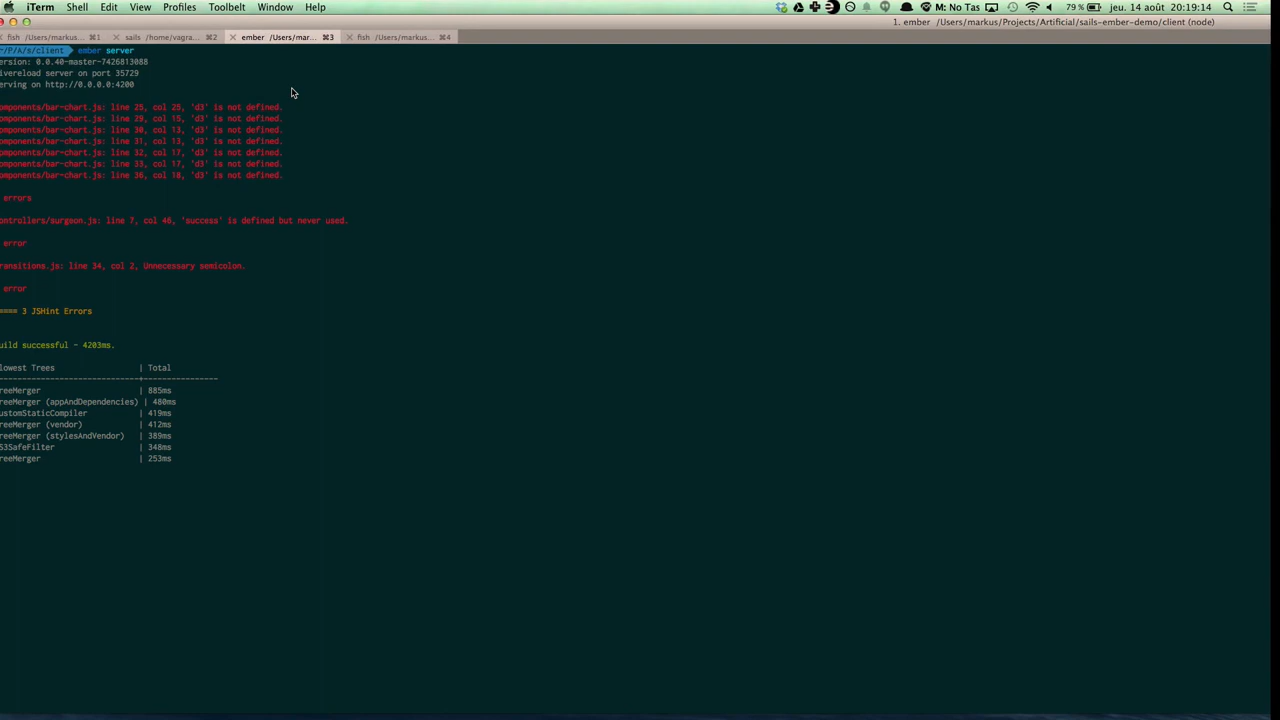 iTerm Shell Edit View Profiles Toolbelt Window Help M: No Tas 79 % jeu. 14 août 20:19:14
1. ember /Users/markus/Projects/Artificial/sails-ember-demo/client (node)
fish /Users/markus... ⌘1 × sails /home/vagra... ⌘2 × ember /Users/mar... ⌘3 × fish /Users/markus... ⌘4
~/P/A/s/client ember server
ersion: 0.0.40-master-7426813088
ivereload server on port 35729
erving on http://0.0.0.0:4200
omponents/bar-chart.js: line 25, col 25, 'd3' is not defined.
omponents/bar-chart.js: line 29, col 15, 'd3' is not defined.
omponents/bar-chart.js: line 30, col 13, 'd3' is not defined.
omponents/bar-chart.js: line 31, col 13, 'd3' is not defined.
omponents/bar-chart.js: line 32, col 17, 'd3' is not defined.
omponents/bar-chart.js: line 33, col 17, 'd3' is not defined.
omponents/bar-chart.js: line 36, col 18, 'd3' is not defined.
errors
ontrollers/surgeon.js: line 7, col 46, 'success' is defined but never used.
error
ransitions.js: line 34, col 2, Unnecessary semicolon.
error
==== 3 JSHint Errors
uild successful - 4203ms.
lowest Trees | Total
------------------------------+----------------
reeMerger | 885ms
reeMerger (appAndDependencies) | 480ms
ustomStaticCompiler | 419ms
reeMerger (vendor) | 412ms
reeMerger (stylesAndVendor) | 389ms
S3SafeFilter | 348ms
reeMerger | 253ms